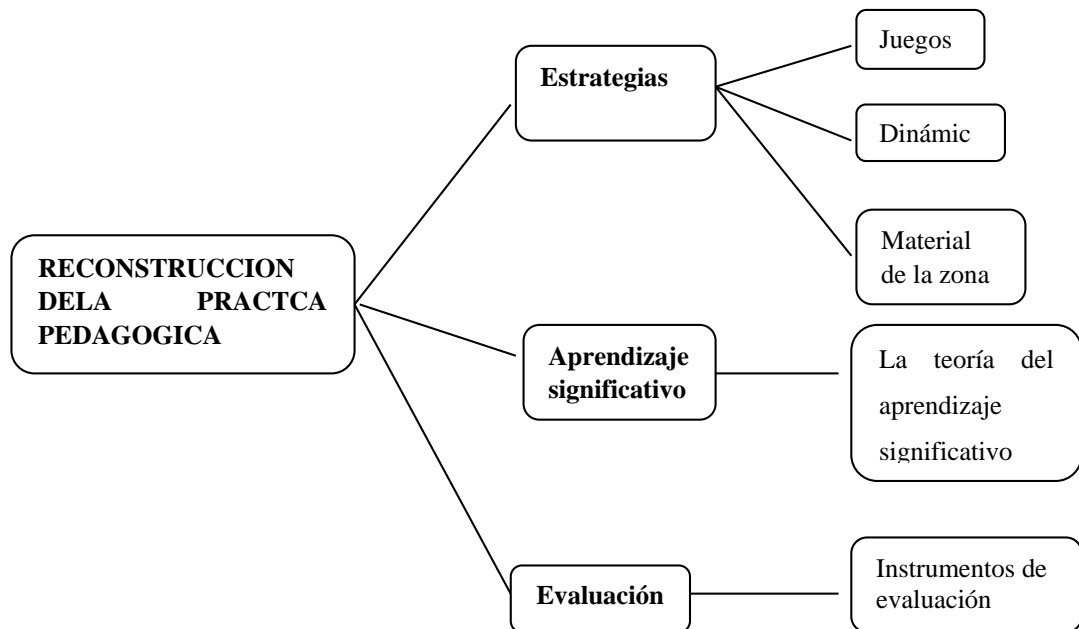 Estrategias
Juegos
Dinámic
Material
de la zona
RECONSTRUCCION
DELA PRACTCA
PEDAGOGICA
Aprendizaje
significativo
La teoría del
aprendizaje
significativo
Evaluación
Instrumentos de
evaluación